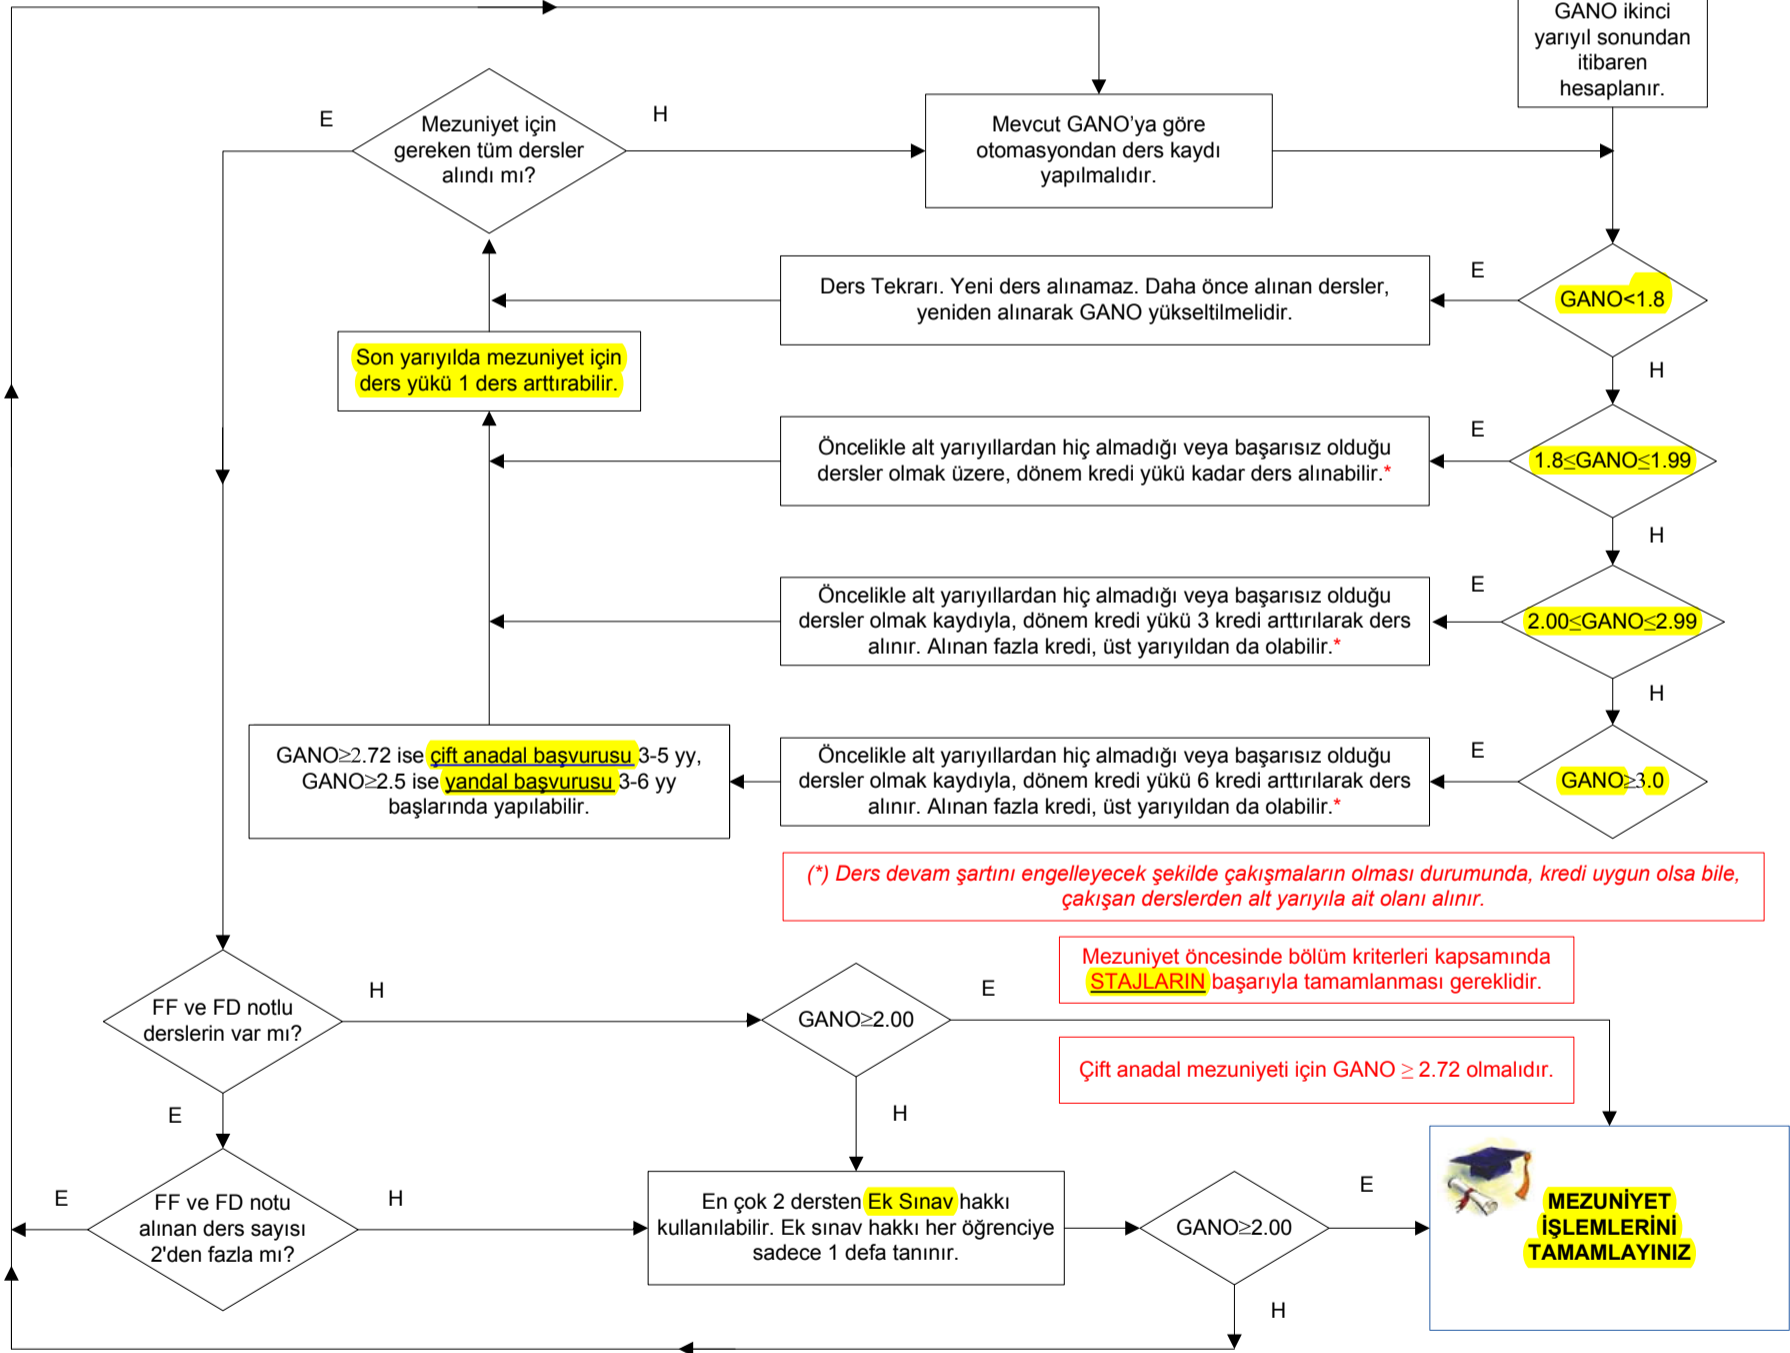 GANO ikinci
yarıyıl sonundan
itibaren
hesaplanır.
E
Mezuniyet için
gereken tüm dersler
alındı mı?
H
Mevcut GANO’ya göre
otomasyondan ders kaydı
yapılmalıdır.
Ders Tekrarı. Yeni ders alınamaz. Daha önce alınan dersler,
yeniden alınarak GANO yükseltilmelidir.
E
GANO<1.8
H
Son yarıyılda mezuniyet için
ders yükü 1 ders arttırabilir.
Öncelikle alt yarıyıllardan hiç almadığı veya başarısız olduğu
dersler olmak üzere, dönem kredi yükü kadar ders alınabilir.*
E
1.8≤GANO≤1.99
H
Öncelikle alt yarıyıllardan hiç almadığı veya başarısız olduğu
dersler olmak kaydıyla, dönem kredi yükü 3 kredi arttırılarak ders
alınır. Alınan fazla kredi, üst yarıyıldan da olabilir.*
E
2.00≤GANO≤2.99
H
GANO≥2.72 ise çift anadal başvurusu 3-5 yy,
GANO≥2.5 ise yandal başvurusu 3-6 yy
başlarında yapılabilir.
Öncelikle alt yarıyıllardan hiç almadığı veya başarısız olduğu
dersler olmak kaydıyla, dönem kredi yükü 6 kredi arttırılarak ders
alınır. Alınan fazla kredi, üst yarıyıldan da olabilir.*
E
GANO≥3.0
(*) Ders devam şartını engelleyecek şekilde çakışmaların olması durumunda, kredi uygun olsa bile,
çakışan derslerden alt yarıyıla ait olanı alınır.
Mezuniyet öncesinde bölüm kriterleri kapsamında
STAJLARIN başarıyla tamamlanması gereklidir.
FF ve FD notlu
derslerin var mı?
H
GANO≥2.00
E
Çift anadal mezuniyeti için GANO ≥ 2.72 olmalıdır.
E
H
E
FF ve FD notu
alınan ders sayısı
2'den fazla mı?
H
En çok 2 dersten Ek Sınav hakkı
kullanılabilir. Ek sınav hakkı her öğrenciye
sadece 1 defa tanınır.
GANO≥2.00
E
H
MEZUNİYET
İŞLEMLERİNİ
TAMAMLAYINIZ